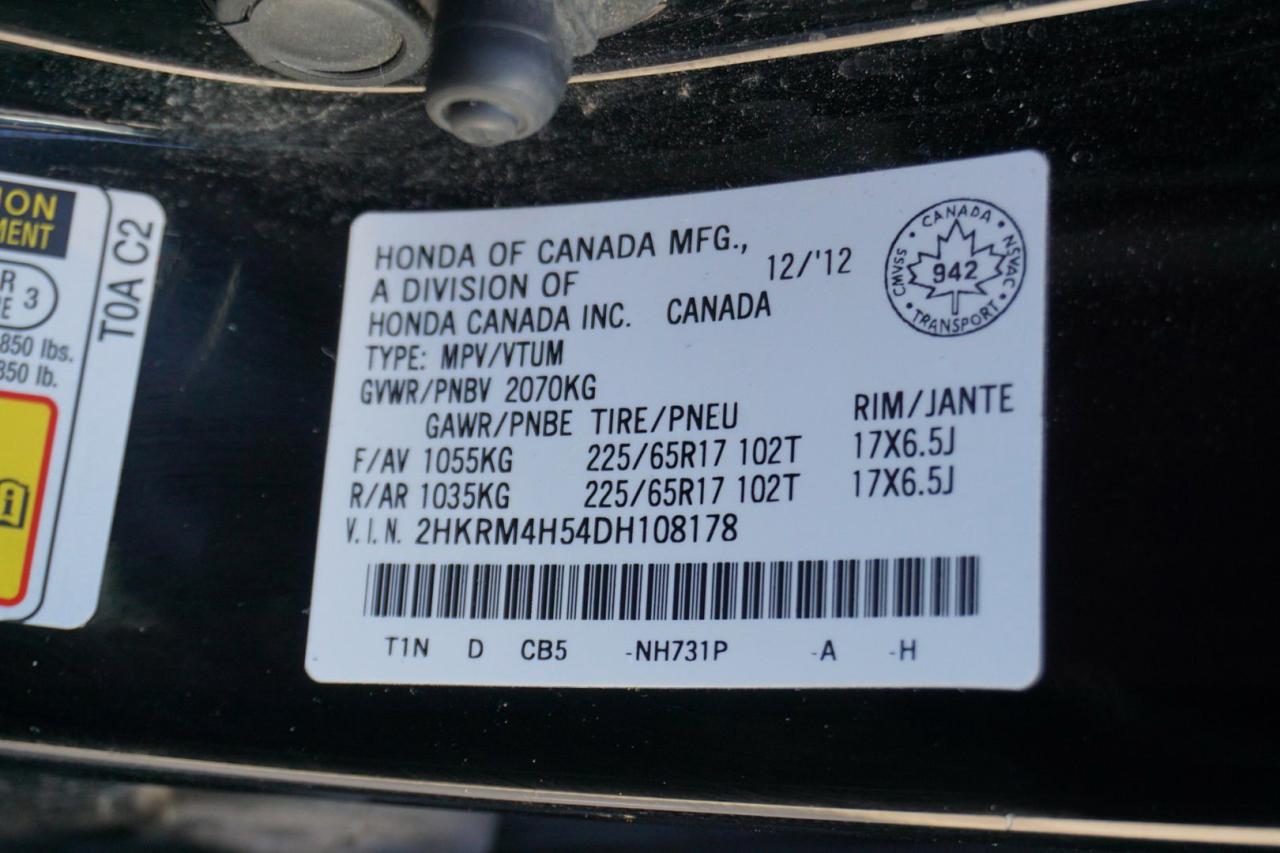 ION
MENT
R
E 3
850 lbs.
350 lb.
T0A C2
HONDA OF CANADA MFG.,
A DIVISION OF 12/'12
HONDA CANADA INC. CANADA
TYPE: MPV/VTUM
GVWR/PNBV 2070KG
GAWR/PNBE TIRE/PNEU RIM/JANTE
F/AV 1055KG 225/65R17 102T 17X6.5J
R/AR 1035KG 225/65R17 102T 17X6.5J
V.I.N. 2HKRM4H54DH108178
T1N D CB5 -NH731P -A -H
CANADA
CMVSS 942 NSVAC
TRANSPORT